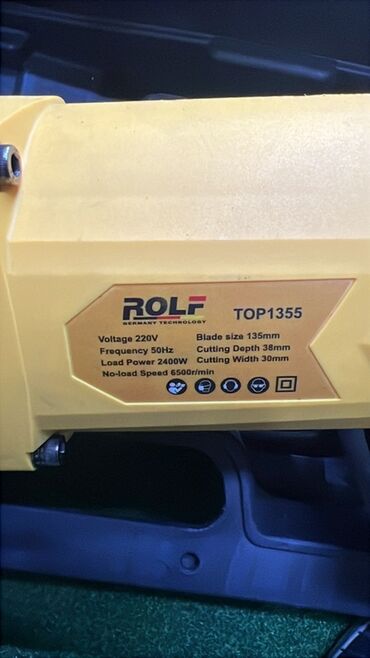 ROLF
GERMANY TECHNOLOGY
TOP1355
Voltage 220V
Frequency 50Hz
Load Power 2400W
No-load Speed 6500r/min
Blade size 135mm
Cutting Depth 38mm
Cutting Width 30mm